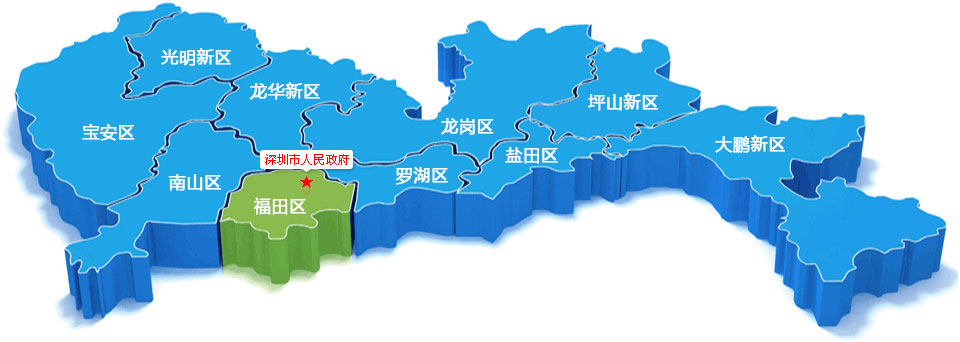 光明新区
龙华新区
坪山新区
宝安区
龙岗区
大鹏新区
盐田区
深圳市人民政府
罗湖区
南山区
福田区